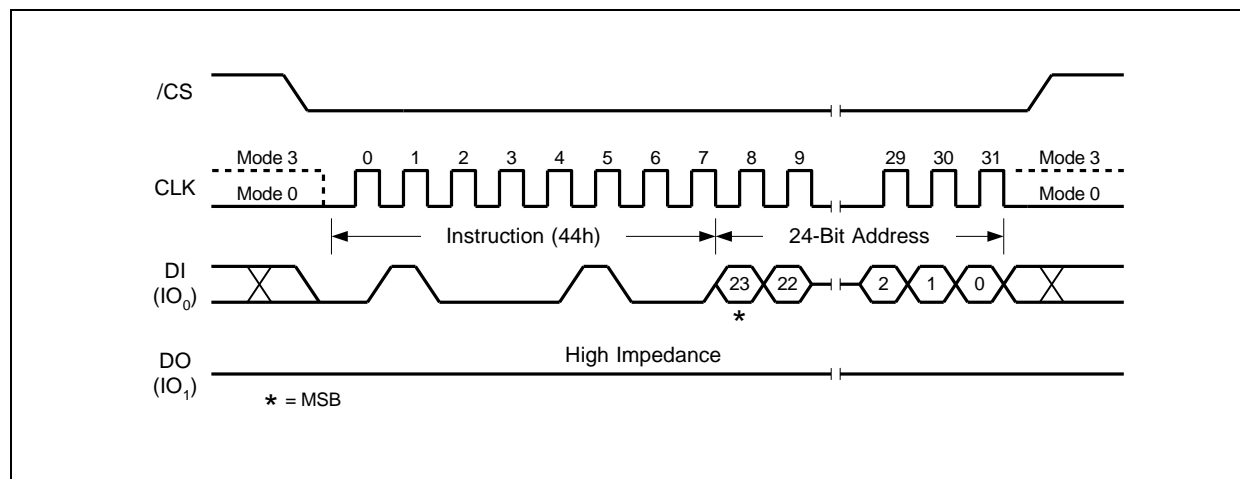 /CS
Mode 3 0 1 2 3 4 5 6 7 8 9 29 30 31 Mode 3
CLK
Mode 0 Mode 0
Instruction (44h) 24-Bit Address
DI
(IO0)
23 22 2 1 0
*
High Impedance
DO
(IO1)
* = MSB